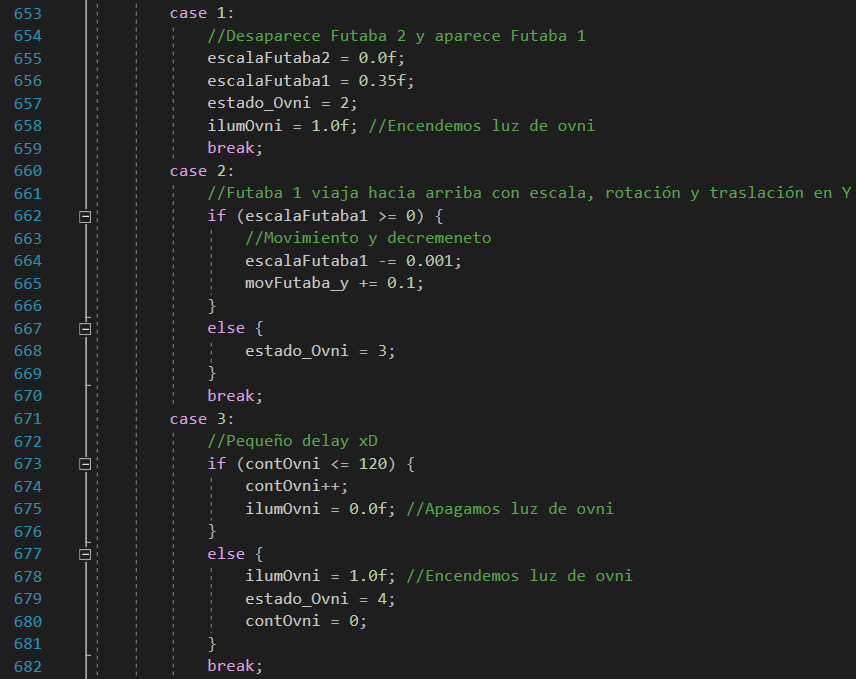 653 case 1:
654 //Desaparece Futaba 2 y aparece Futaba 1
655 escalaFutaba2 = 0.0f;
656 escalaFutaba1 = 0.35f;
657 estado_Ovni = 2;
658 ilumOvni = 1.0f; //Encendemos luz de ovni
659 break;
660 case 2:
661 //Futaba 1 viaja hacia arriba con escala, rotación y traslación en Y
662 if (escalaFutaba1 >= 0) {
663 //Movimiento y decremeneto
664 escalaFutaba1 -= 0.001;
665 movFutaba_y += 0.1;
666 }
667 else {
668 estado_Ovni = 3;
669 }
670 break;
671 case 3:
672 //Pequeño delay xD
673 if (contOvni <= 120) {
674 contOvni++;
675 ilumOvni = 0.0f; //Apagamos luz de ovni
676 }
677 else {
678 ilumOvni = 1.0f; //Encendemos luz de ovni
679 estado_Ovni = 4;
680 contOvni = 0;
681 }
682 break;